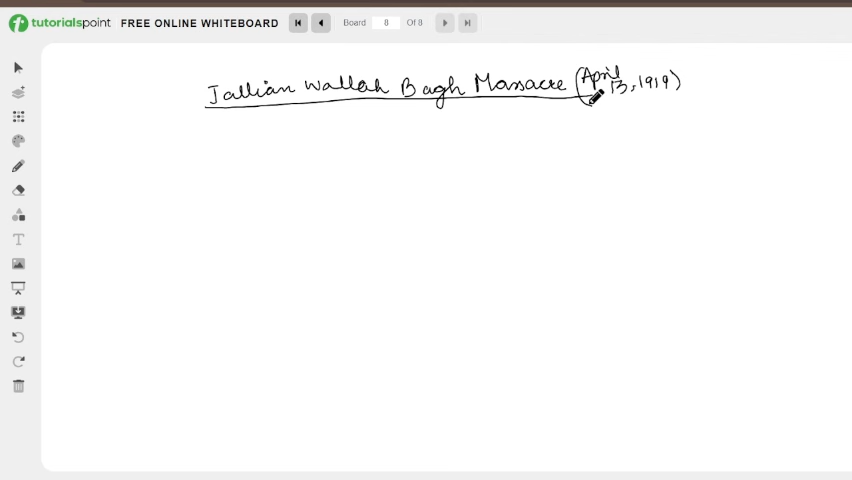 tutorialspoint FREE ONLINE WHITEBOARD Board 8 Of 8
Jallian wallah Bagh Massacre (April 13, 1919)
T